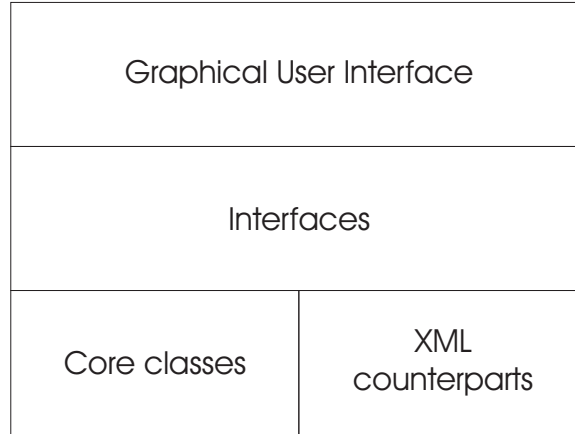 Graphical User Interface
Interfaces
Core classes
XML
counterparts